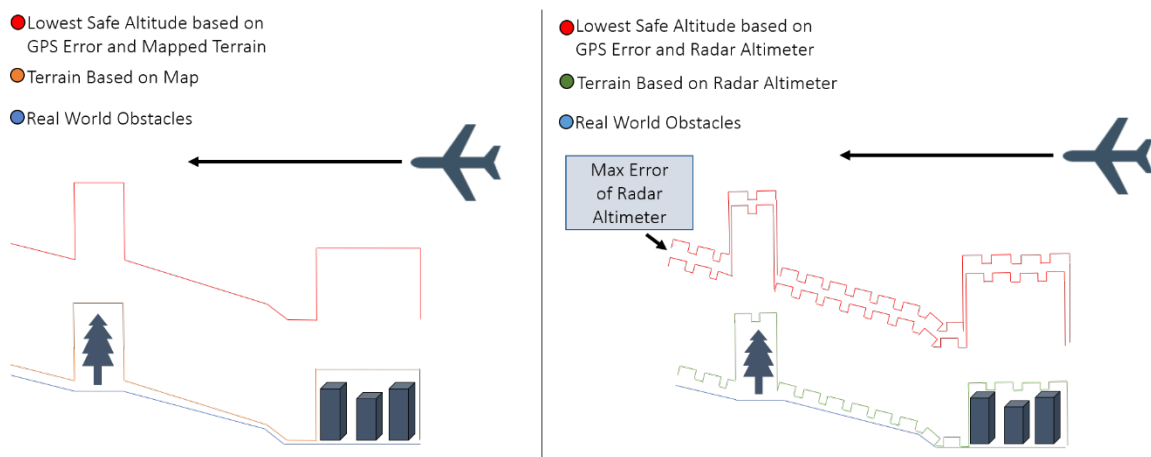 Lowest Safe Altitude based on
GPS Error and Mapped Terrain
Terrain Based on Map
Real World Obstacles
Lowest Safe Altitude based on
GPS Error and Radar Altimeter
Terrain Based on Radar Altimeter
Real World Obstacles
Max Error
of Radar
Altimeter